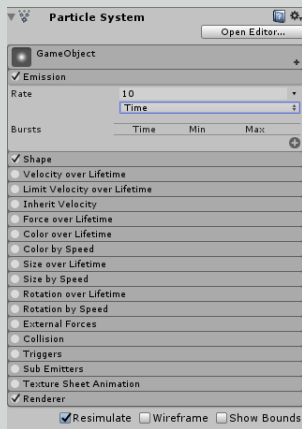 Particle System
Open Editor...
GameObject
Emission
Rate 10
Time
Bursts Time Min Max
Shape
Velocity over Lifetime
Limit Velocity over Lifetime
Inherit Velocity
Force over Lifetime
Color over Lifetime
Color by Speed
Size over Lifetime
Size by Speed
Rotation over Lifetime
Rotation by Speed
External Forces
Collision
Triggers
Sub Emitters
Texture Sheet Animation
Renderer
Resimulate Wireframe Show Bounds